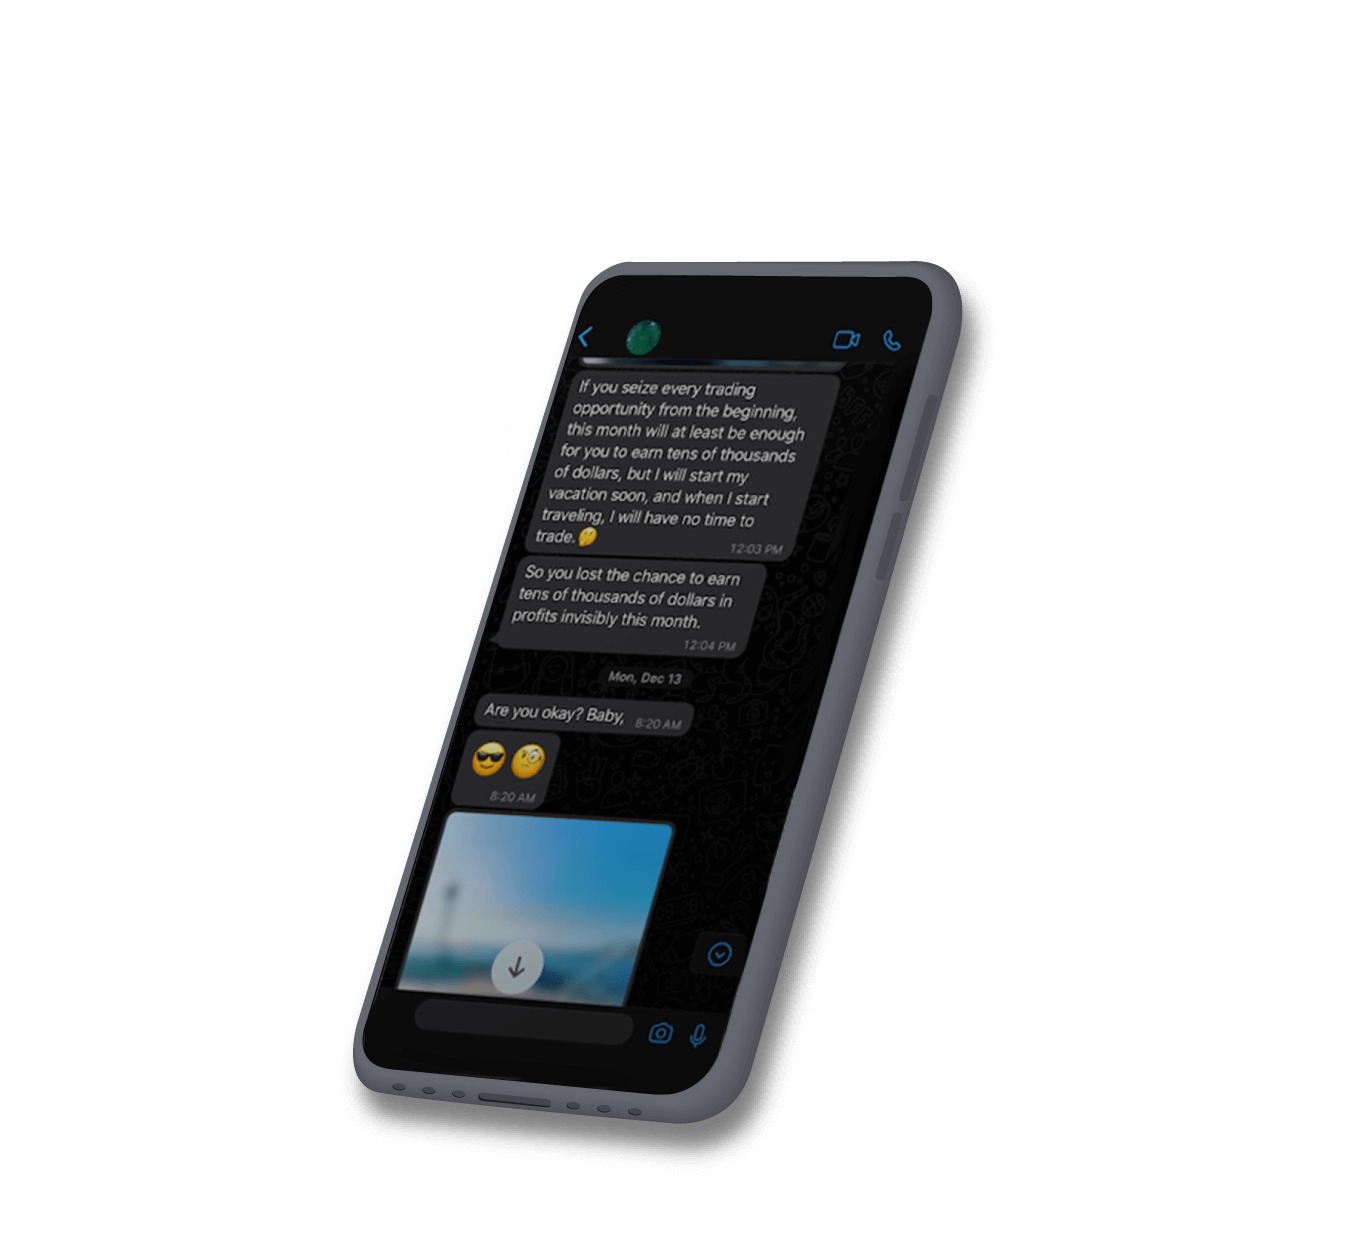 If you seize every trading
opportunity from the beginning,
this month will at least be enough
for you to earn tens of thousands
of dollars, but I will start my
vacation soon, and when I start
traveling, I will have no time to
trade.🤔
12:03 PM
So you lost the chance to earn
tens of thousands of dollars in
profits invisibly this month.
12:04 PM
Mon, Dec 13
Are you okay? Baby, 8:20 AM
😎🧐
8:20 AM